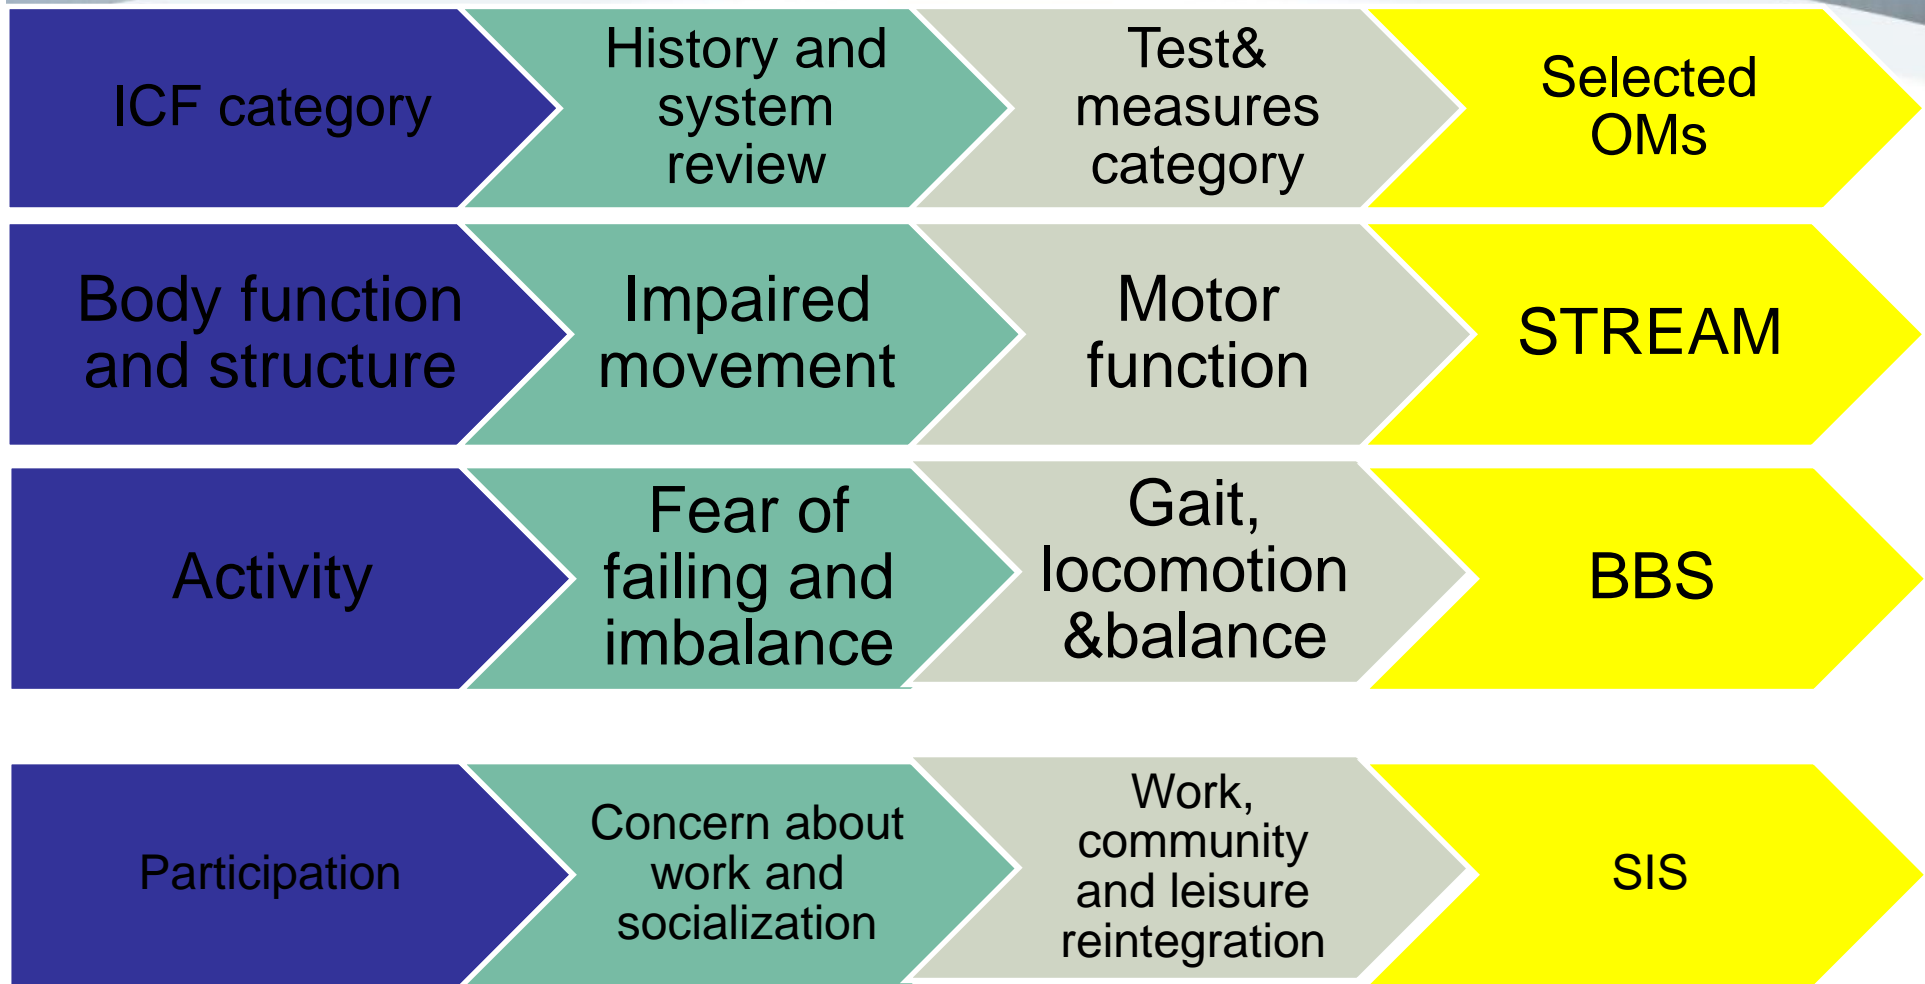 ICF category
History and
system
review
Test&
measures
category
Selected
OMs
Body function
and structure
Impaired
movement
Motor
function
STREAM
Activity
Fear of
failing and
imbalance
Gait,
locomotion
&balance
BBS
Participation
Concern about
work and
socialization
Work,
community
and leisure
reintegration
SIS